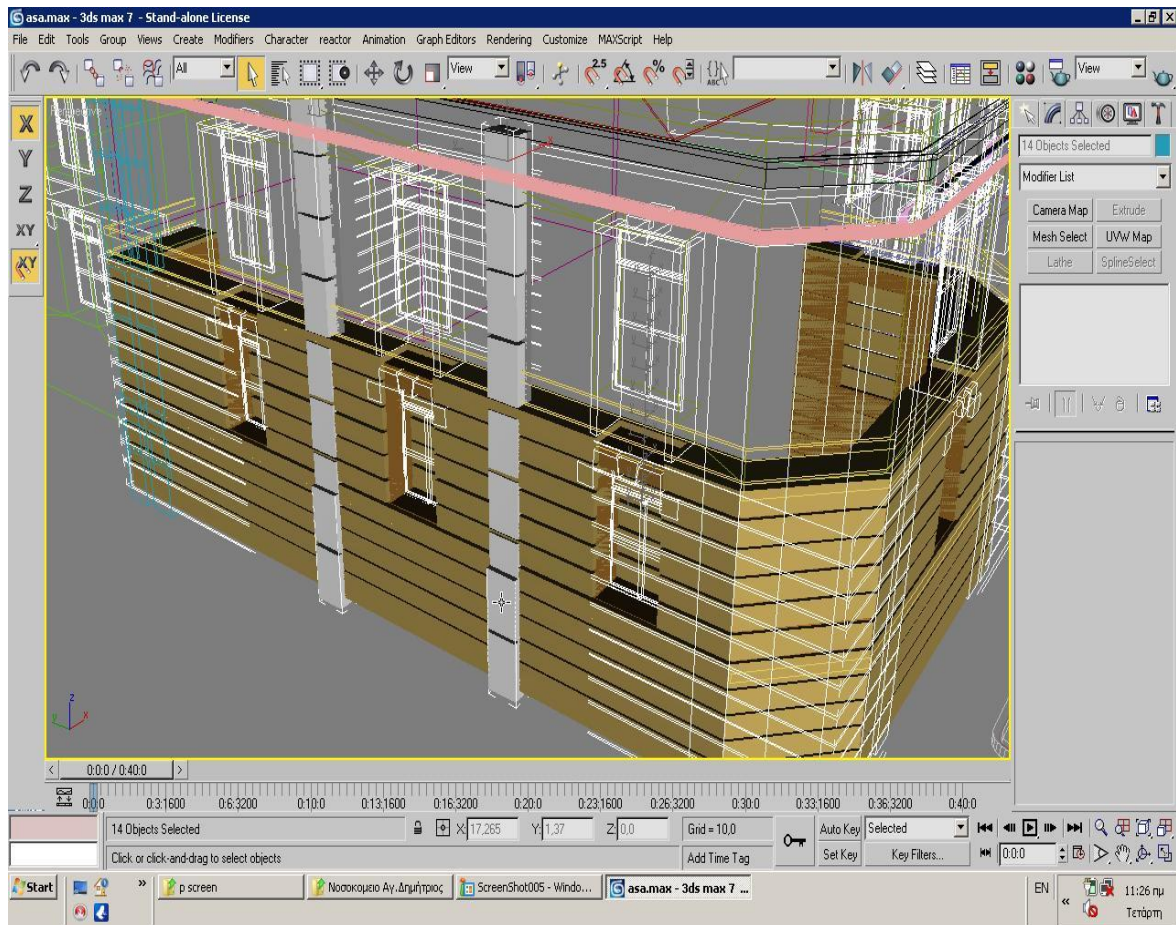 asa.max - 3ds max 7 - Stand-alone License
File Edit Tools Group Views Create Modifiers Character reactor Animation Graph Editors Rendering Customize MAXScript Help
All View 2.5 % ABC View
X
Y
Z
XY
XY
14 Objects Selected
Modifier List
Camera Map Extrude
Mesh Select UVW Map
Lathe SplineSelect
z
y x
0:0:0 / 0:40:0
0:0:0 0:3:1600 0:6:3200 0:10:0 0:13:1600 0:16:3200 0:20:0 0:23:1600 0:26:3200 0:30:0 0:33:1600 0:36:3200 0:40:0
14 Objects Selected X: 17,265 Y: 1,37 Z: 0,0 Grid = 10,0 Auto Key Selected
Click or click-and-drag to select objects Add Time Tag Set Key Key Filters... 0:0:0
Start » p screen Νοσοκομειο Αγ.Δημήτριος ScreenShot005 - Windo... asa.max - 3ds max 7 ... EN « 11:26 πμ
Τετάρτη